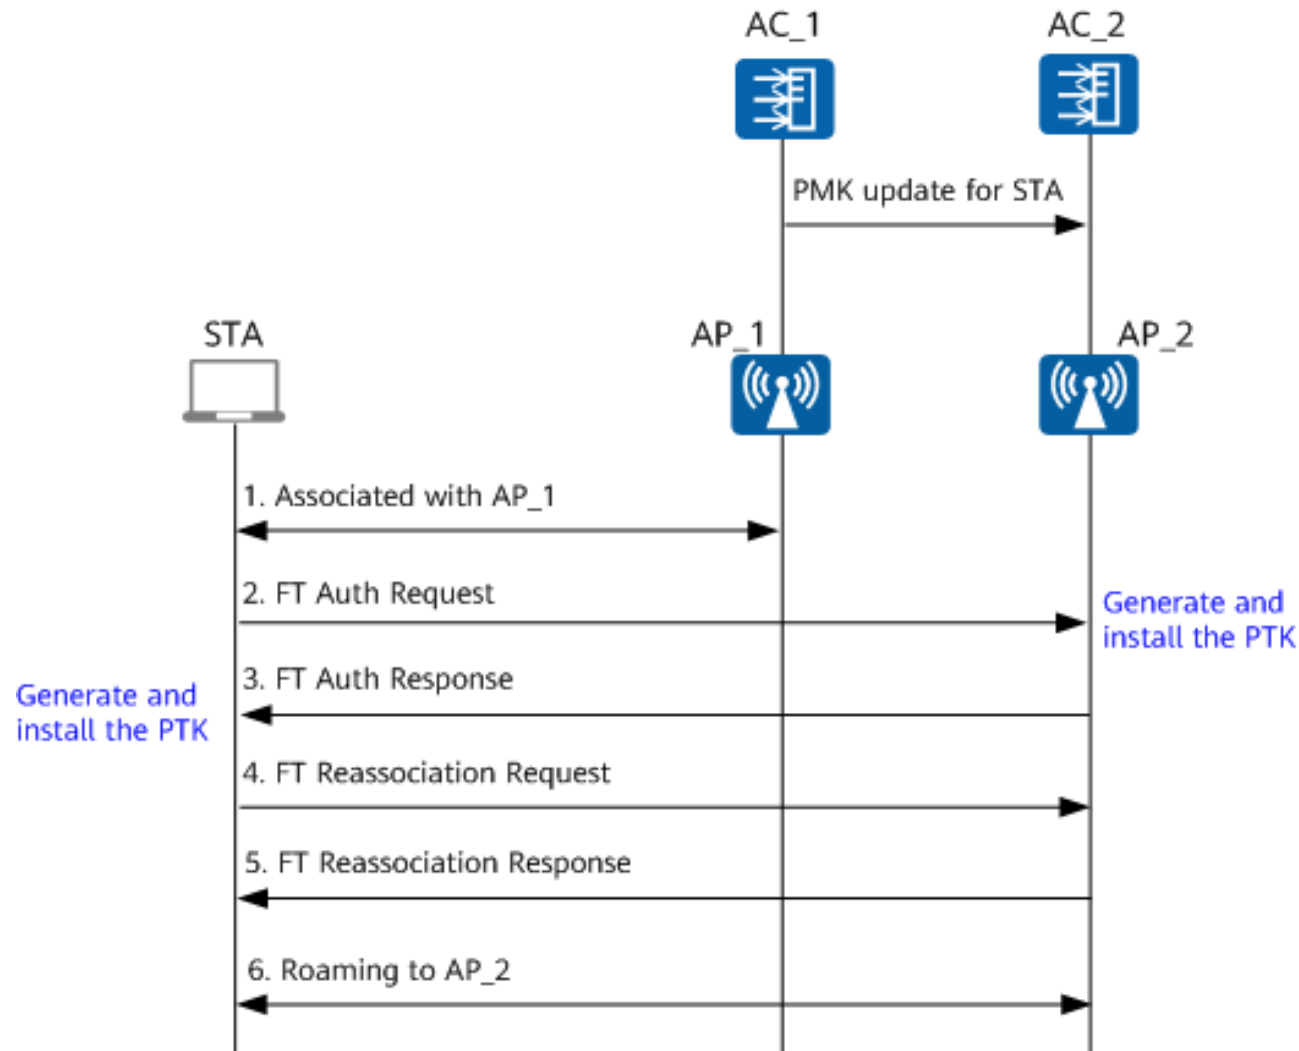 AC_1
AC_2
PMK update for STA
STA
AP_1
AP_2
1. Associated with AP_1
2. FT Auth Request
Generate and
install the PTK
3. FT Auth Response
Generate and
install the PTK
4. FT Reassociation Request
5. FT Reassociation Response
6. Roaming to AP_2